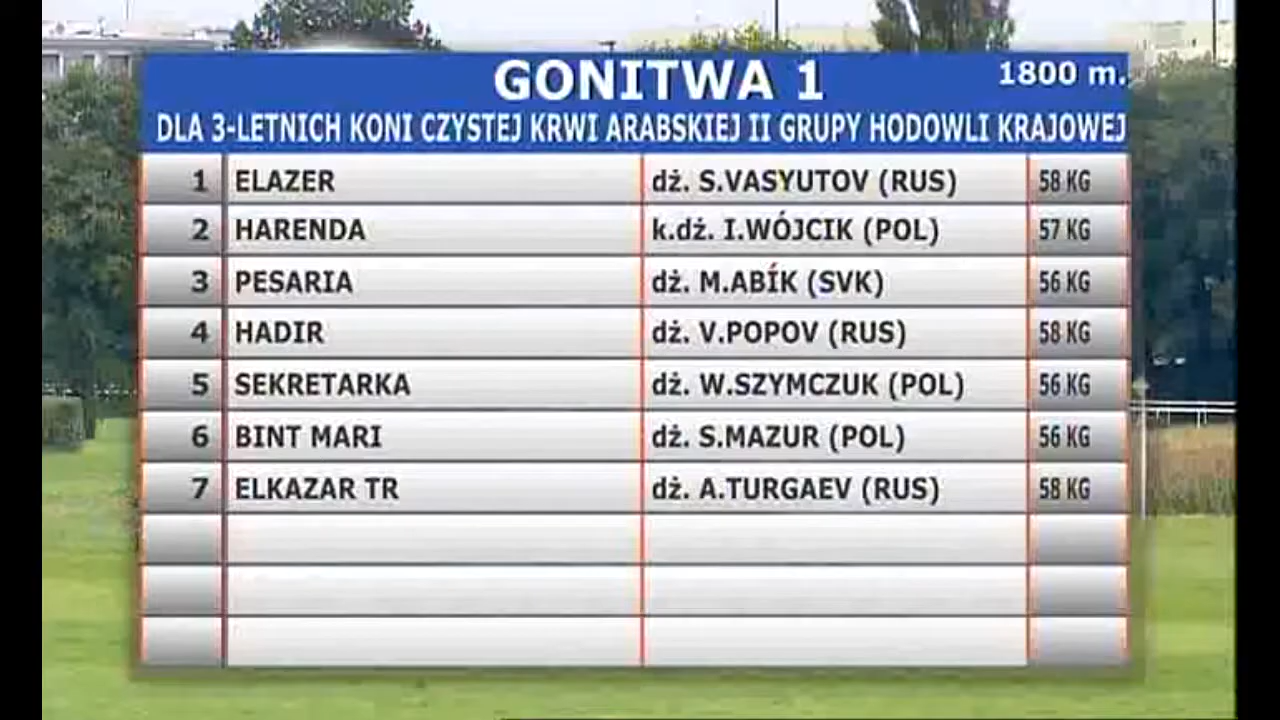 GONITWA 1 1800 m.
DLA 3-LETNICH KONI CZYSTEJ KRWI ARABSKIEJ II GRUPY HODOWLI KRAJOWEJ
1 ELAZER dż. S.VASYUTOV (RUS) 58 KG
2 HARENDA k.dż. I.WÓJCIK (POL) 57 KG
3 PESARIA dż. M.ABÍK (SVK) 56 KG
4 HADIR dż. V.POPOV (RUS) 58 KG
5 SEKRETARKA dż. W.SZYMCZUK (POL) 56 KG
6 BINT MARI dż. S.MAZUR (POL) 56 KG
7 ELKAZAR TR dż. A.TURGAEV (RUS) 58 KG